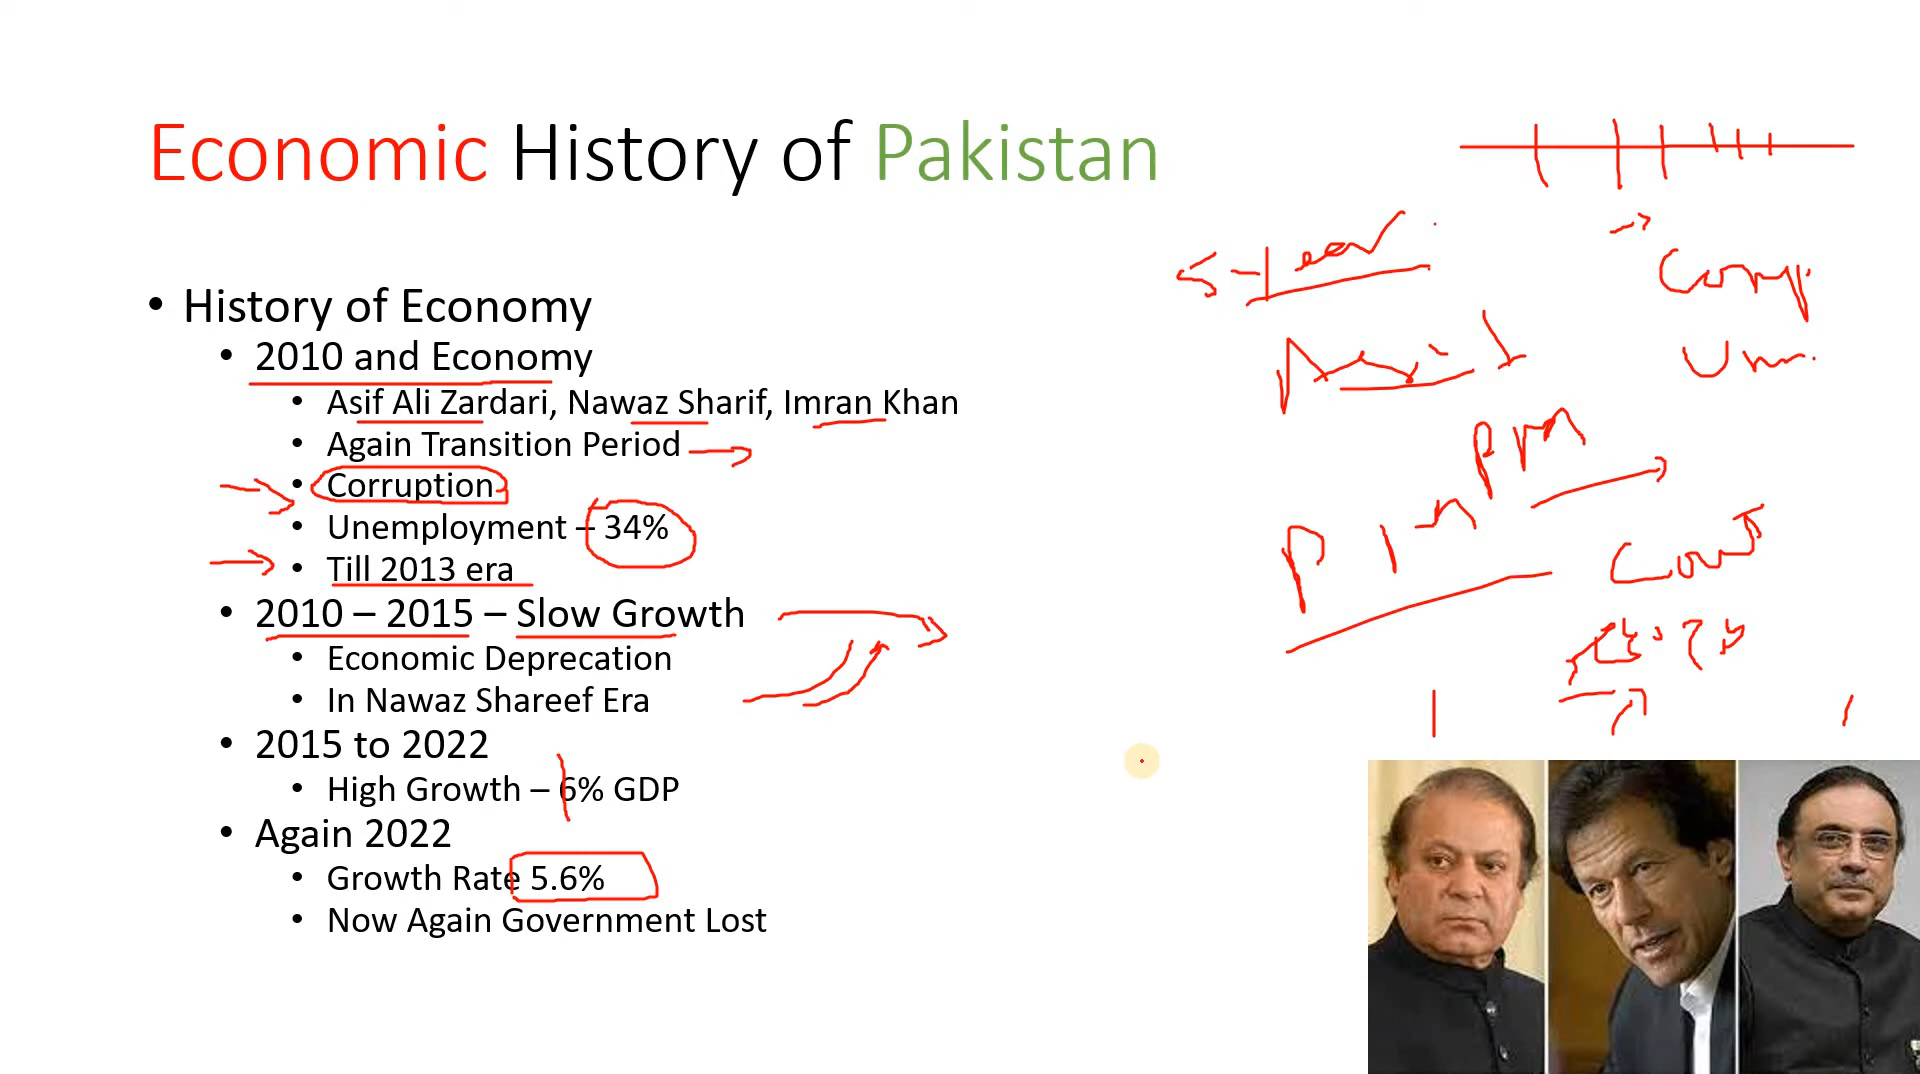 Economic History of Pakistan
• History of Economy
• 2010 and Economy
• Asif Ali Zardari, Nawaz Sharif, Imran Khan
• Again Transition Period
• Corruption
• Unemployment – 34%
• Till 2013 era
• 2010 – 2015 – Slow Growth
• Economic Deprecation
• In Nawaz Shareef Era
• 2015 to 2022
• High Growth – 6% GDP
• Again 2022
• Growth Rate 5.6%
• Now Again Government Lost
PM